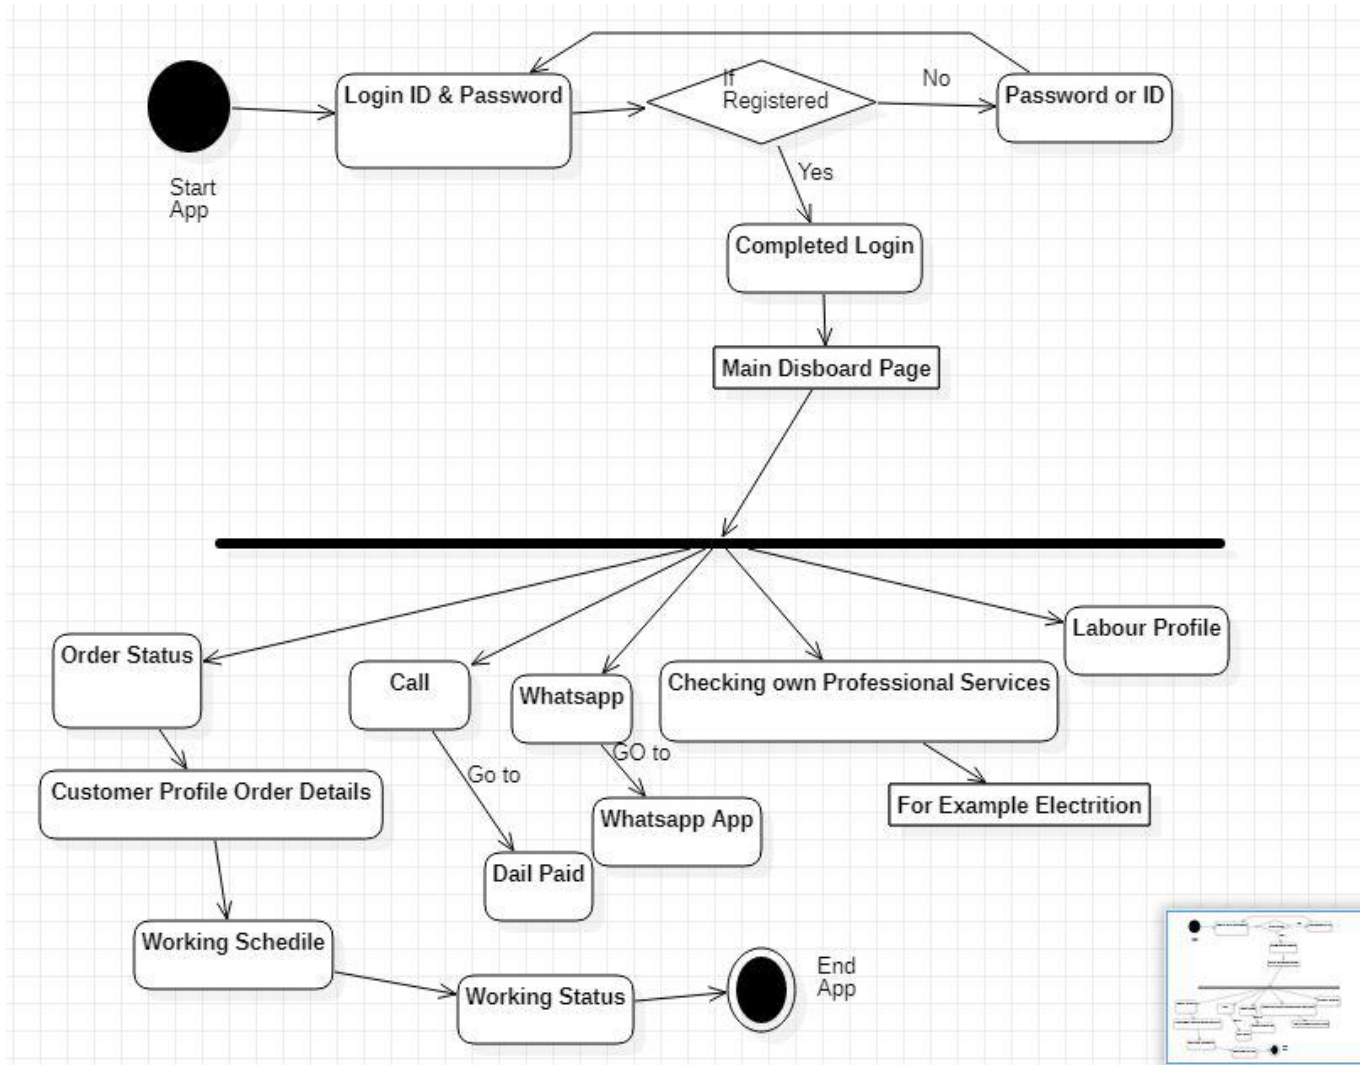 Login ID & Password
If
Registered
No
Password or ID
Start
App
Yes
Completed Login
Main Disboard Page
Order Status
Call
Whatsapp
Checking own Professional Services
Labour Profile
GO to
Go to
Customer Profile Order Details
Whatsapp App
For Example Electrition
Dail Paid
Working Schedile
Working Status
End
App